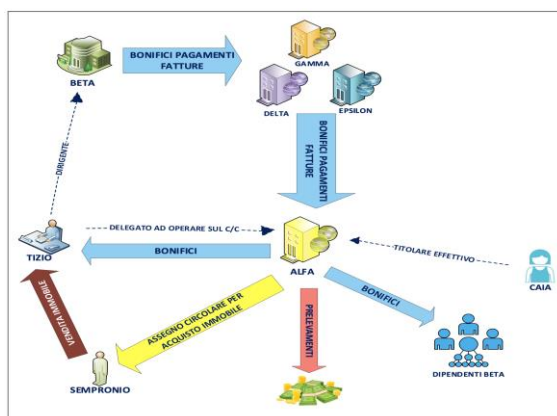 BONIFICI PAGAMENTI
FATTURE
BETA
GAMMA
DELTA
EPSILON
BONIFICI PAGAMENTI
FATTURE
DIRIGENTE
DELEGATO AD OPERARE SUL C/C
TIZIO
BONIFICI
ALFA
TITOLARE EFFETTIVO
CAIA
VENDITA IMMOBILE
ASSEGNO CIRCOLARE PER
ACQUISTO IMMOBILE
PRELEVAMENTI
BONIFICI
SEMPRONIO
DIPENDENTI BETA